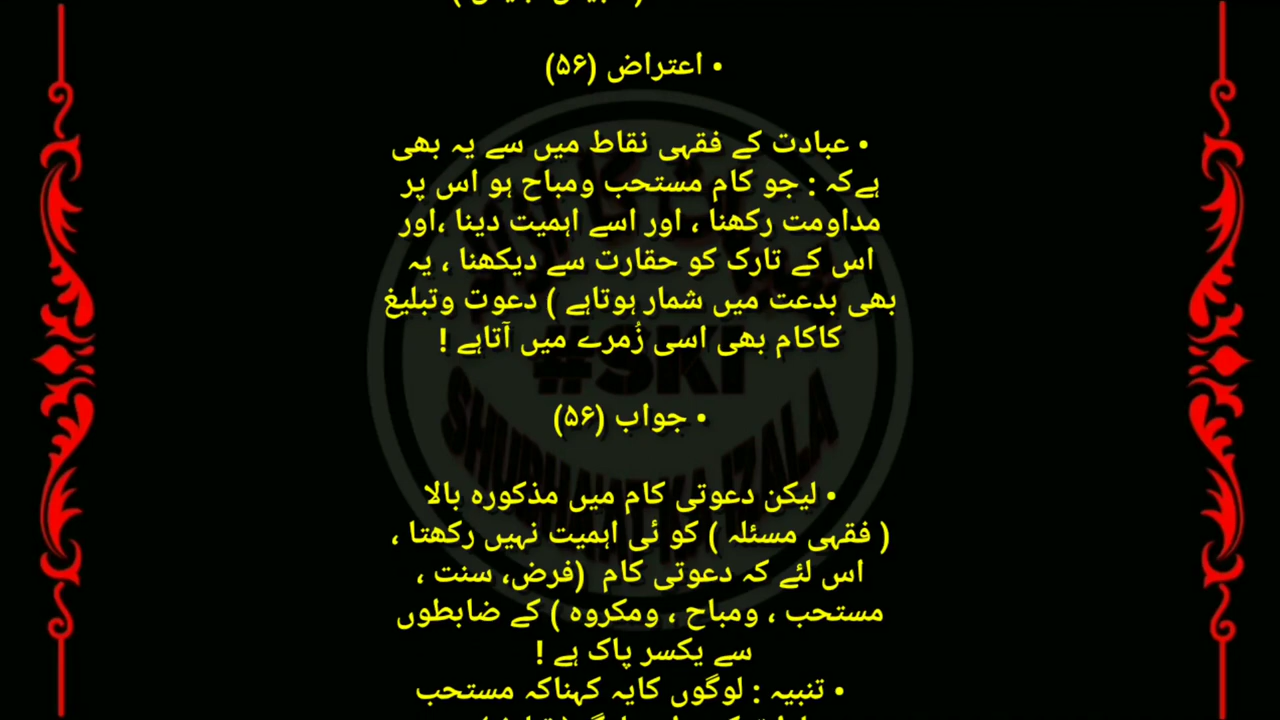 • اعتراض (۵۶)
• عبادت کے فقہی نقاط میں سے یہ بھی
ہےکہ : جو کام مستحب ومباح ہو اس پر
مداومت رکھنا ، اور اسے اہمیت دینا ،اور
اس کے تارک کو حقارت سے دیکھنا ، یہ
بھی بدعت میں شمار ہوتاہے ) دعوت وتبلیغ
کاکام بھی اسی زُمرے میں آتاہے !
• جواب (۵۶)
• لیکن دعوتی کام میں مذکورہ بالا
( فقہی مسئلہ ) کو ئی اہمیت نہیں رکھتا ،
اس لئے کہ دعوتی کام (فرض، سنت ،
مستحب ، ومباح ، ومکروہ ) کے ضابطوں
سے یکسر پاک ہے !
• تنبیہ : لوگوں کایہ کہناکہ مستحب
#SKI
SHUBHAAT KA IZALA